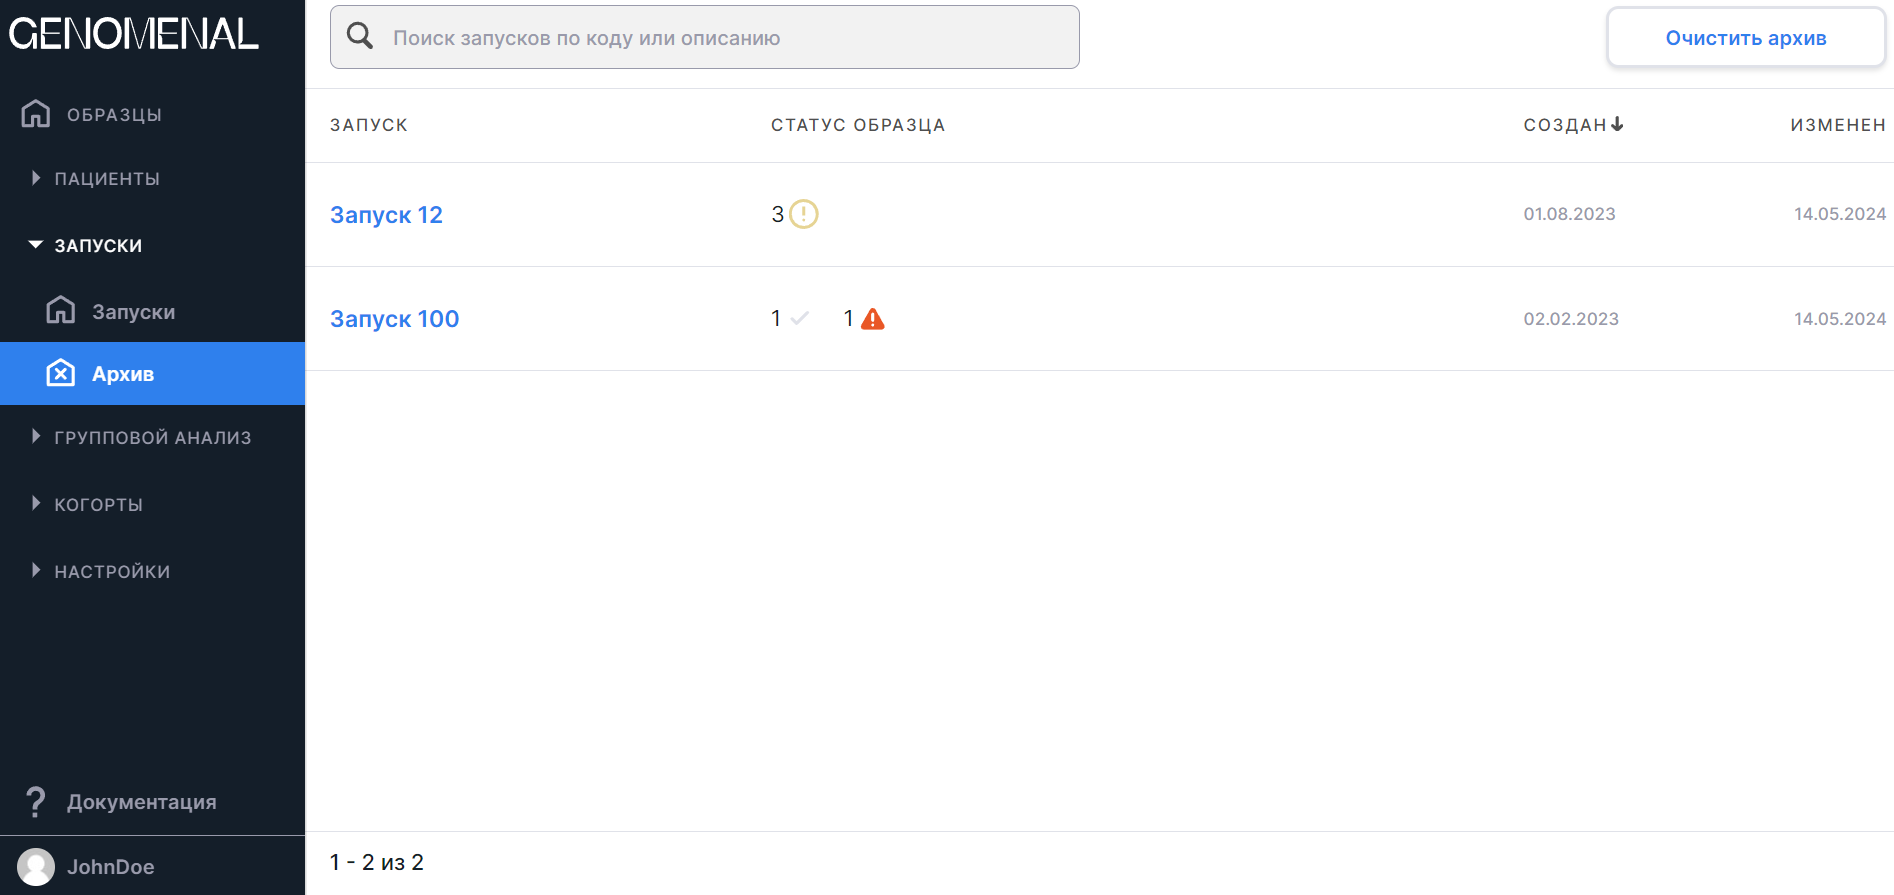 GENOMENAL
ОБРАЗЦЫ
ПАЦИЕНТЫ
ЗАПУСКИ
Запуски
Архив
ГРУППОВОЙ АНАЛИЗ
КОГОРТЫ
НАСТРОЙКИ
Документация
JohnDoe
Поиск запусков по коду или описанию
Очистить архив
ЗАПУСК СТАТУС ОБРАЗЦА СОЗДАН ИЗМЕНЕН
Запуск 12 3 01.08.2023 14.05.2024
Запуск 100 1 1 02.02.2023 14.05.2024
1 - 2 из 2